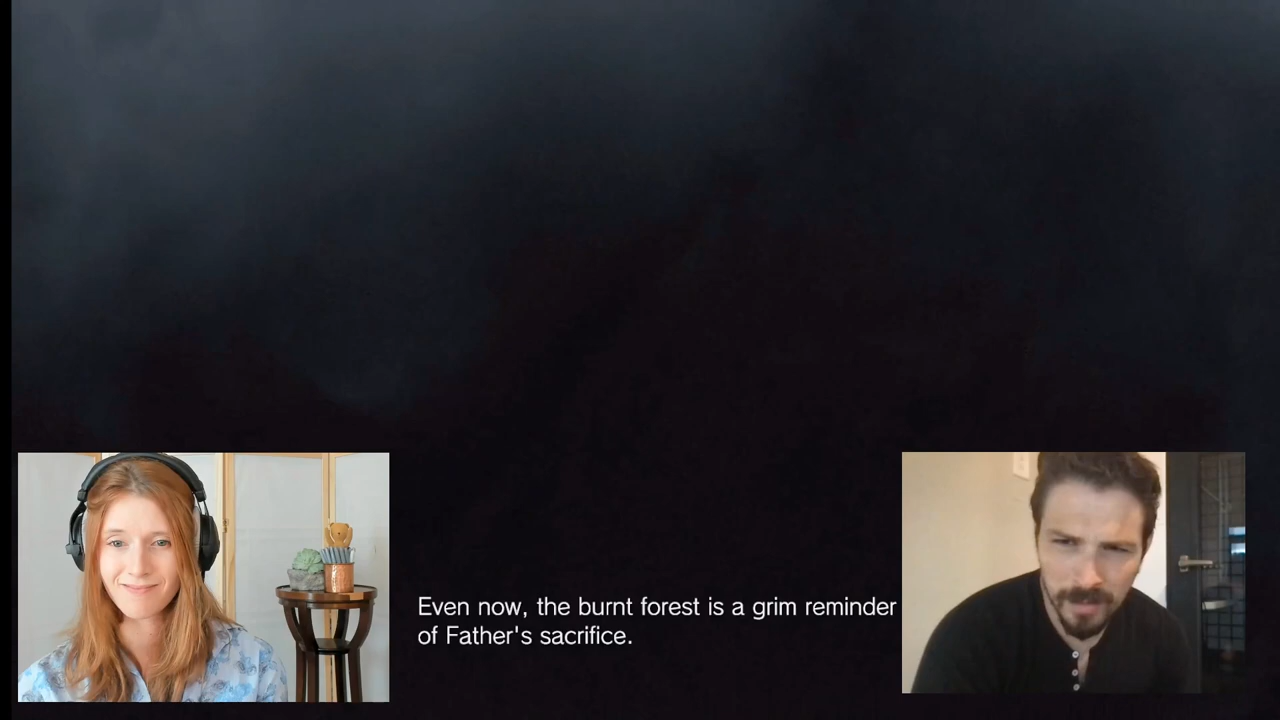 Even now, the burnt forest is a grim reminder
of Father's sacrifice.